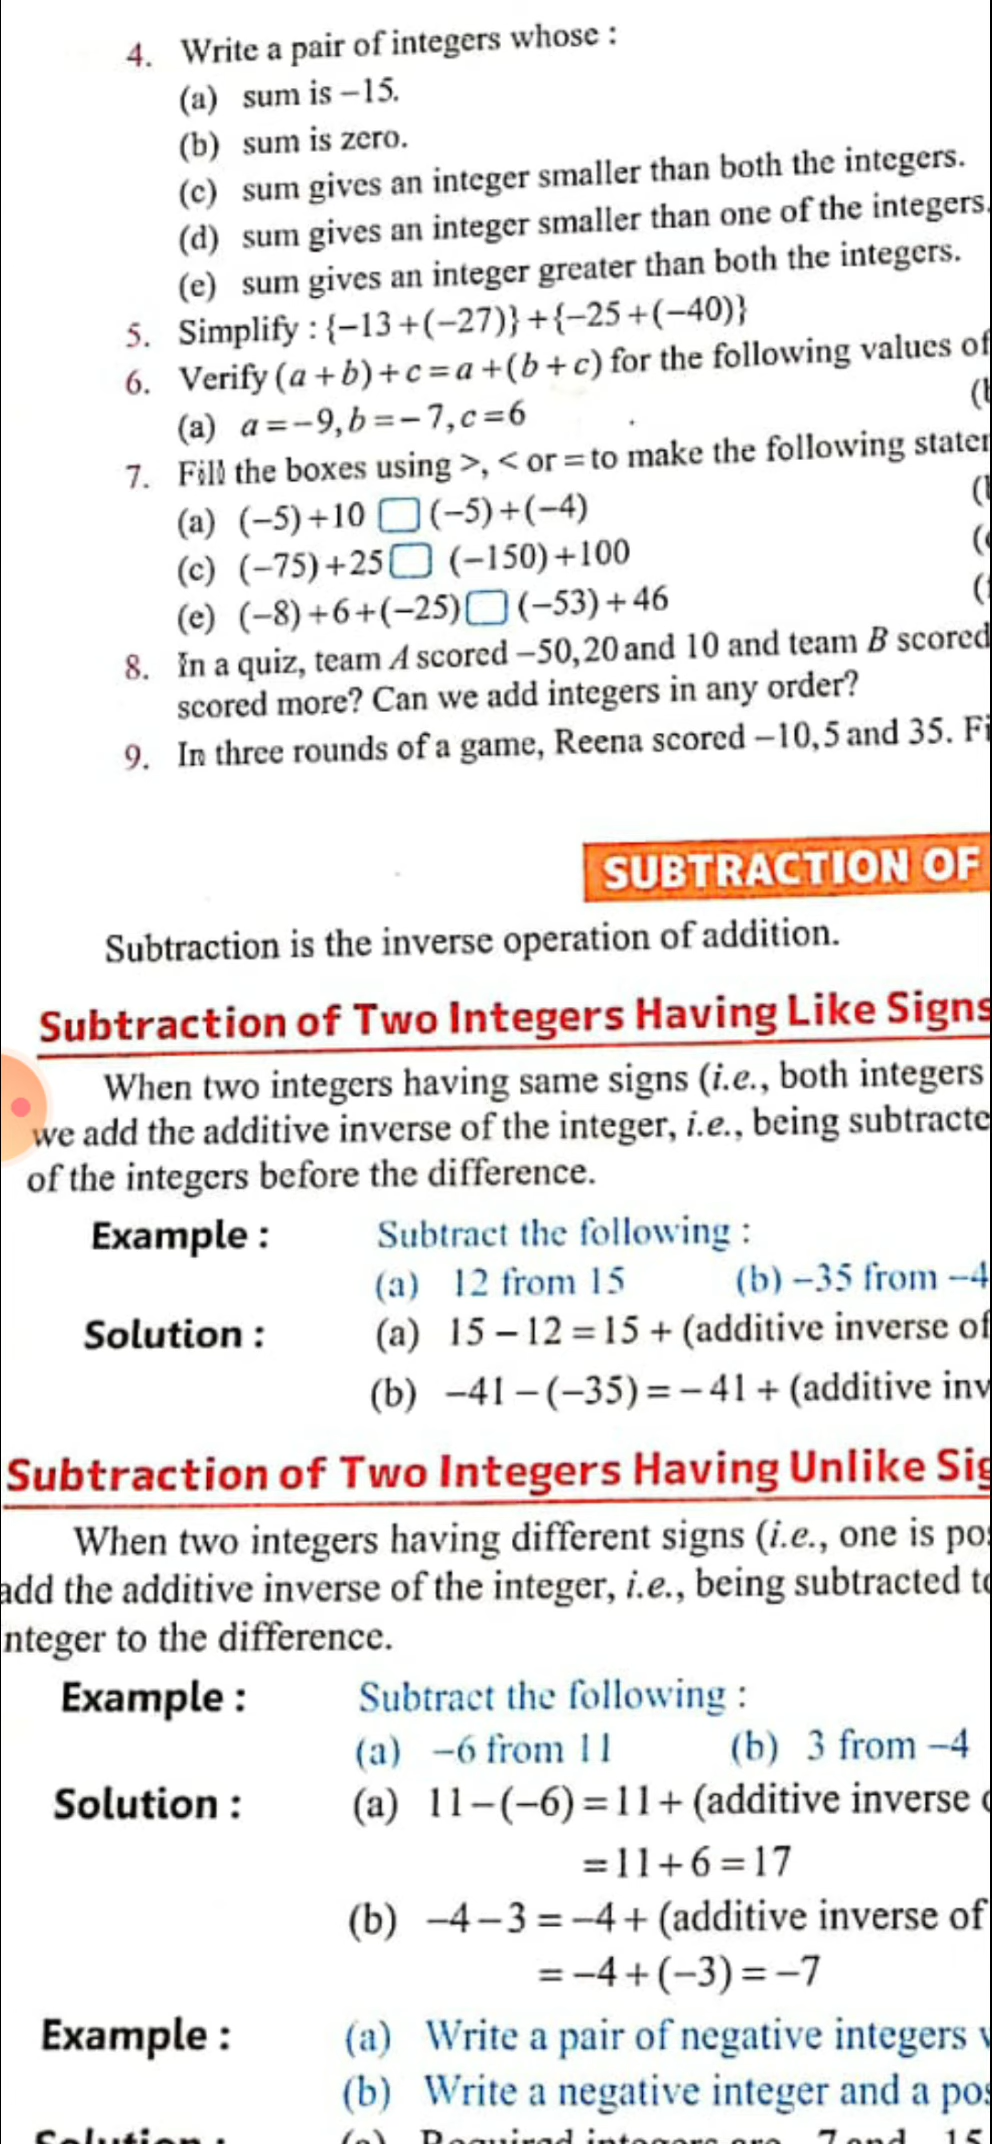 4. Write a pair of integers whose :
(a) sum is –15.
(b) sum is zero.
(c) sum gives an integer smaller than both the integers.
(d) sum gives an integer smaller than one of the integers.
(e) sum gives an integer greater than both the integers.
5. Simplify : {–13+(–27)}+{–25+(–40)}
6. Verify (a+b)+c=a+(b+c) for the following values of
(a) a=–9, b=–7, c=6
7. Fill the boxes using >, < or = to make the following
(a) (–5)+10 □ (–5)+(–4)
(c) (–75)+25 □ (–150)+100
(e) (–8)+6+(–25) □ (–53)+46
8. In a quiz, team A scored –50, 20 and 10 and team B scored
scored more? Can we add integers in any order?
9. In three rounds of a game, Reena scored –10, 5 and 35.
SUBTRACTION OF
Subtraction is the inverse operation of addition.
Subtraction of Two Integers Having Like Signs
When two integers having same signs (i.e., both integers
we add the additive inverse of the integer, i.e., being
of the integers before the difference.
Example : Subtract the following :
(a) 12 from 15 (b) –35 from –4
Solution : (a) 15 – 12 = 15 + (additive inverse of
(b) –41 – (–35) = – 41 + (additive
Subtraction of Two Integers Having Unlike
When two integers having different signs (i.e., one is
add the additive inverse of the integer, i.e., being subtracted
nteger to the difference.
Example : Subtract the following :
(a) –6 from 11 (b) 3 from –4
Solution : (a) 11–(–6)=11+ (additive inverse
=11+6=17
(b) –4–3 = –4+ (additive inverse of
= –4+(–3) = –7
Example : (a) Write a pair of negative integers
(b) Write a negative integer and a
Solution : (a) Required integers are –7 and –15